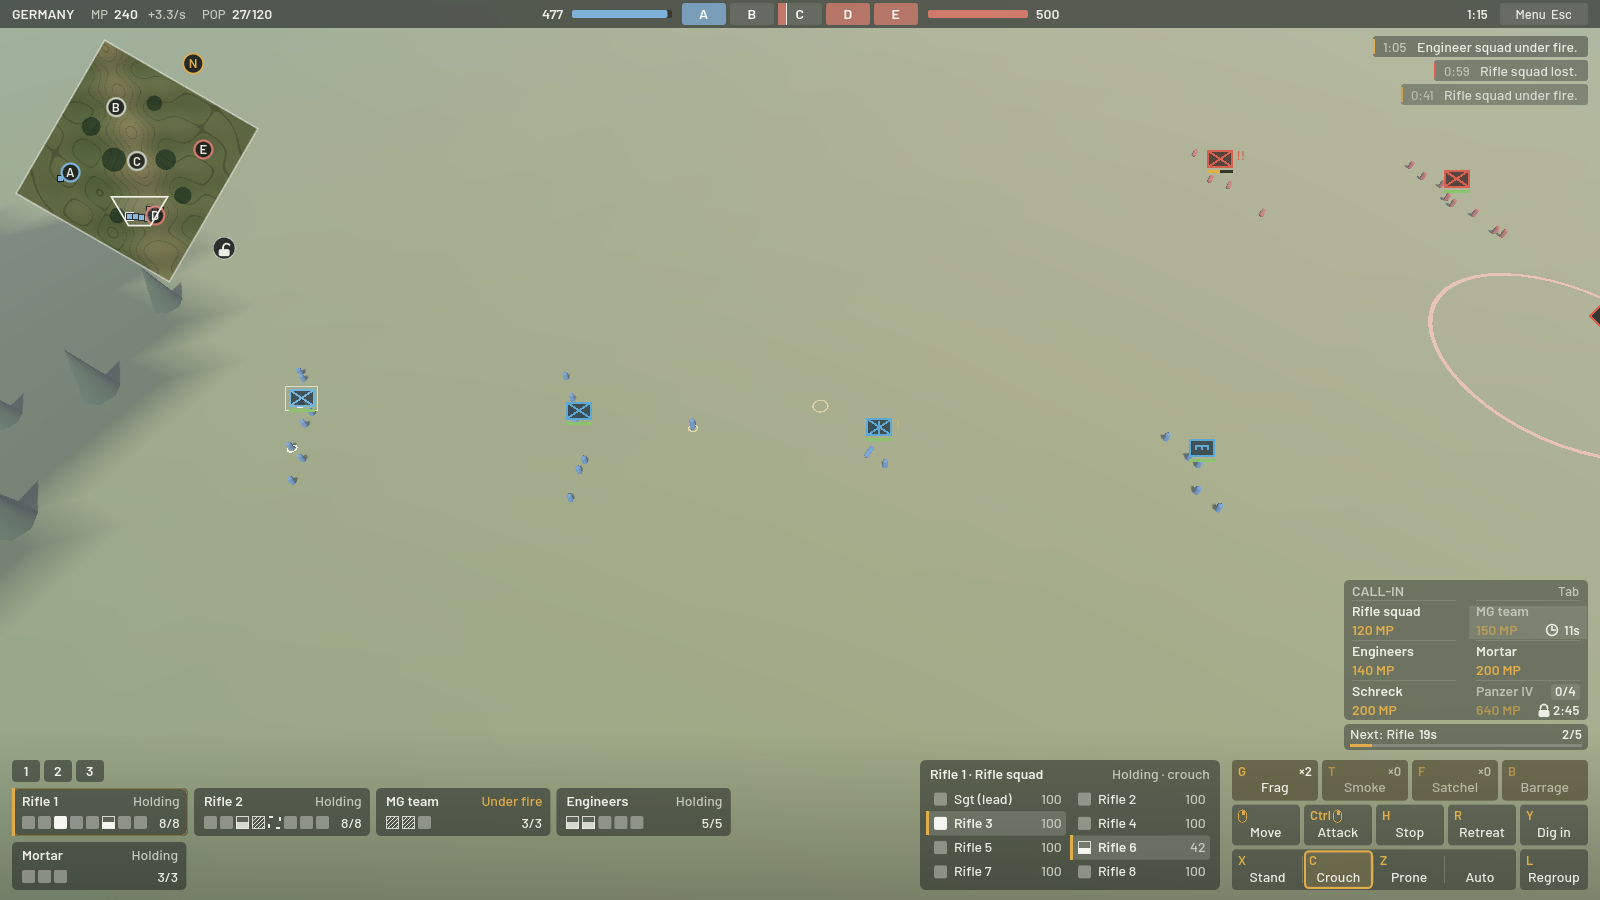 GERMANY MP 240 +3.3/s POP 27/120
477 A B C D E 500
1:15 Menu Esc
1:05 Engineer squad under fire.
0:59 Rifle squad lost.
0:41 Rifle squad under fire.
N
B
E
C
A
D
!!
CALL-IN Tab
Rifle squad MG team
120 MP 150 MP 11s
Engineers Mortar
140 MP 200 MP
Schreck Panzer IV 0/4
200 MP 640 MP 2:45
Next: Rifle 19s 2/5
1 2 3
Rifle 1 Holding
8/8
Rifle 2 Holding
8/8
MG team Under fire
3/3
Engineers Holding
5/5
Mortar Holding
3/3
Rifle 1 · Rifle squad Holding · crouch
Sgt (lead) 100 Rifle 2 100
Rifle 3 100 Rifle 4 100
Rifle 5 100 Rifle 6 42
Rifle 7 100 Rifle 8 100
G ×2 T ×0 F ×0 B
Frag Smoke Satchel Barrage
Ctrl H R Y
Move Attack Stop Retreat Dig in
X C Z L
Stand Crouch Prone Auto Regroup